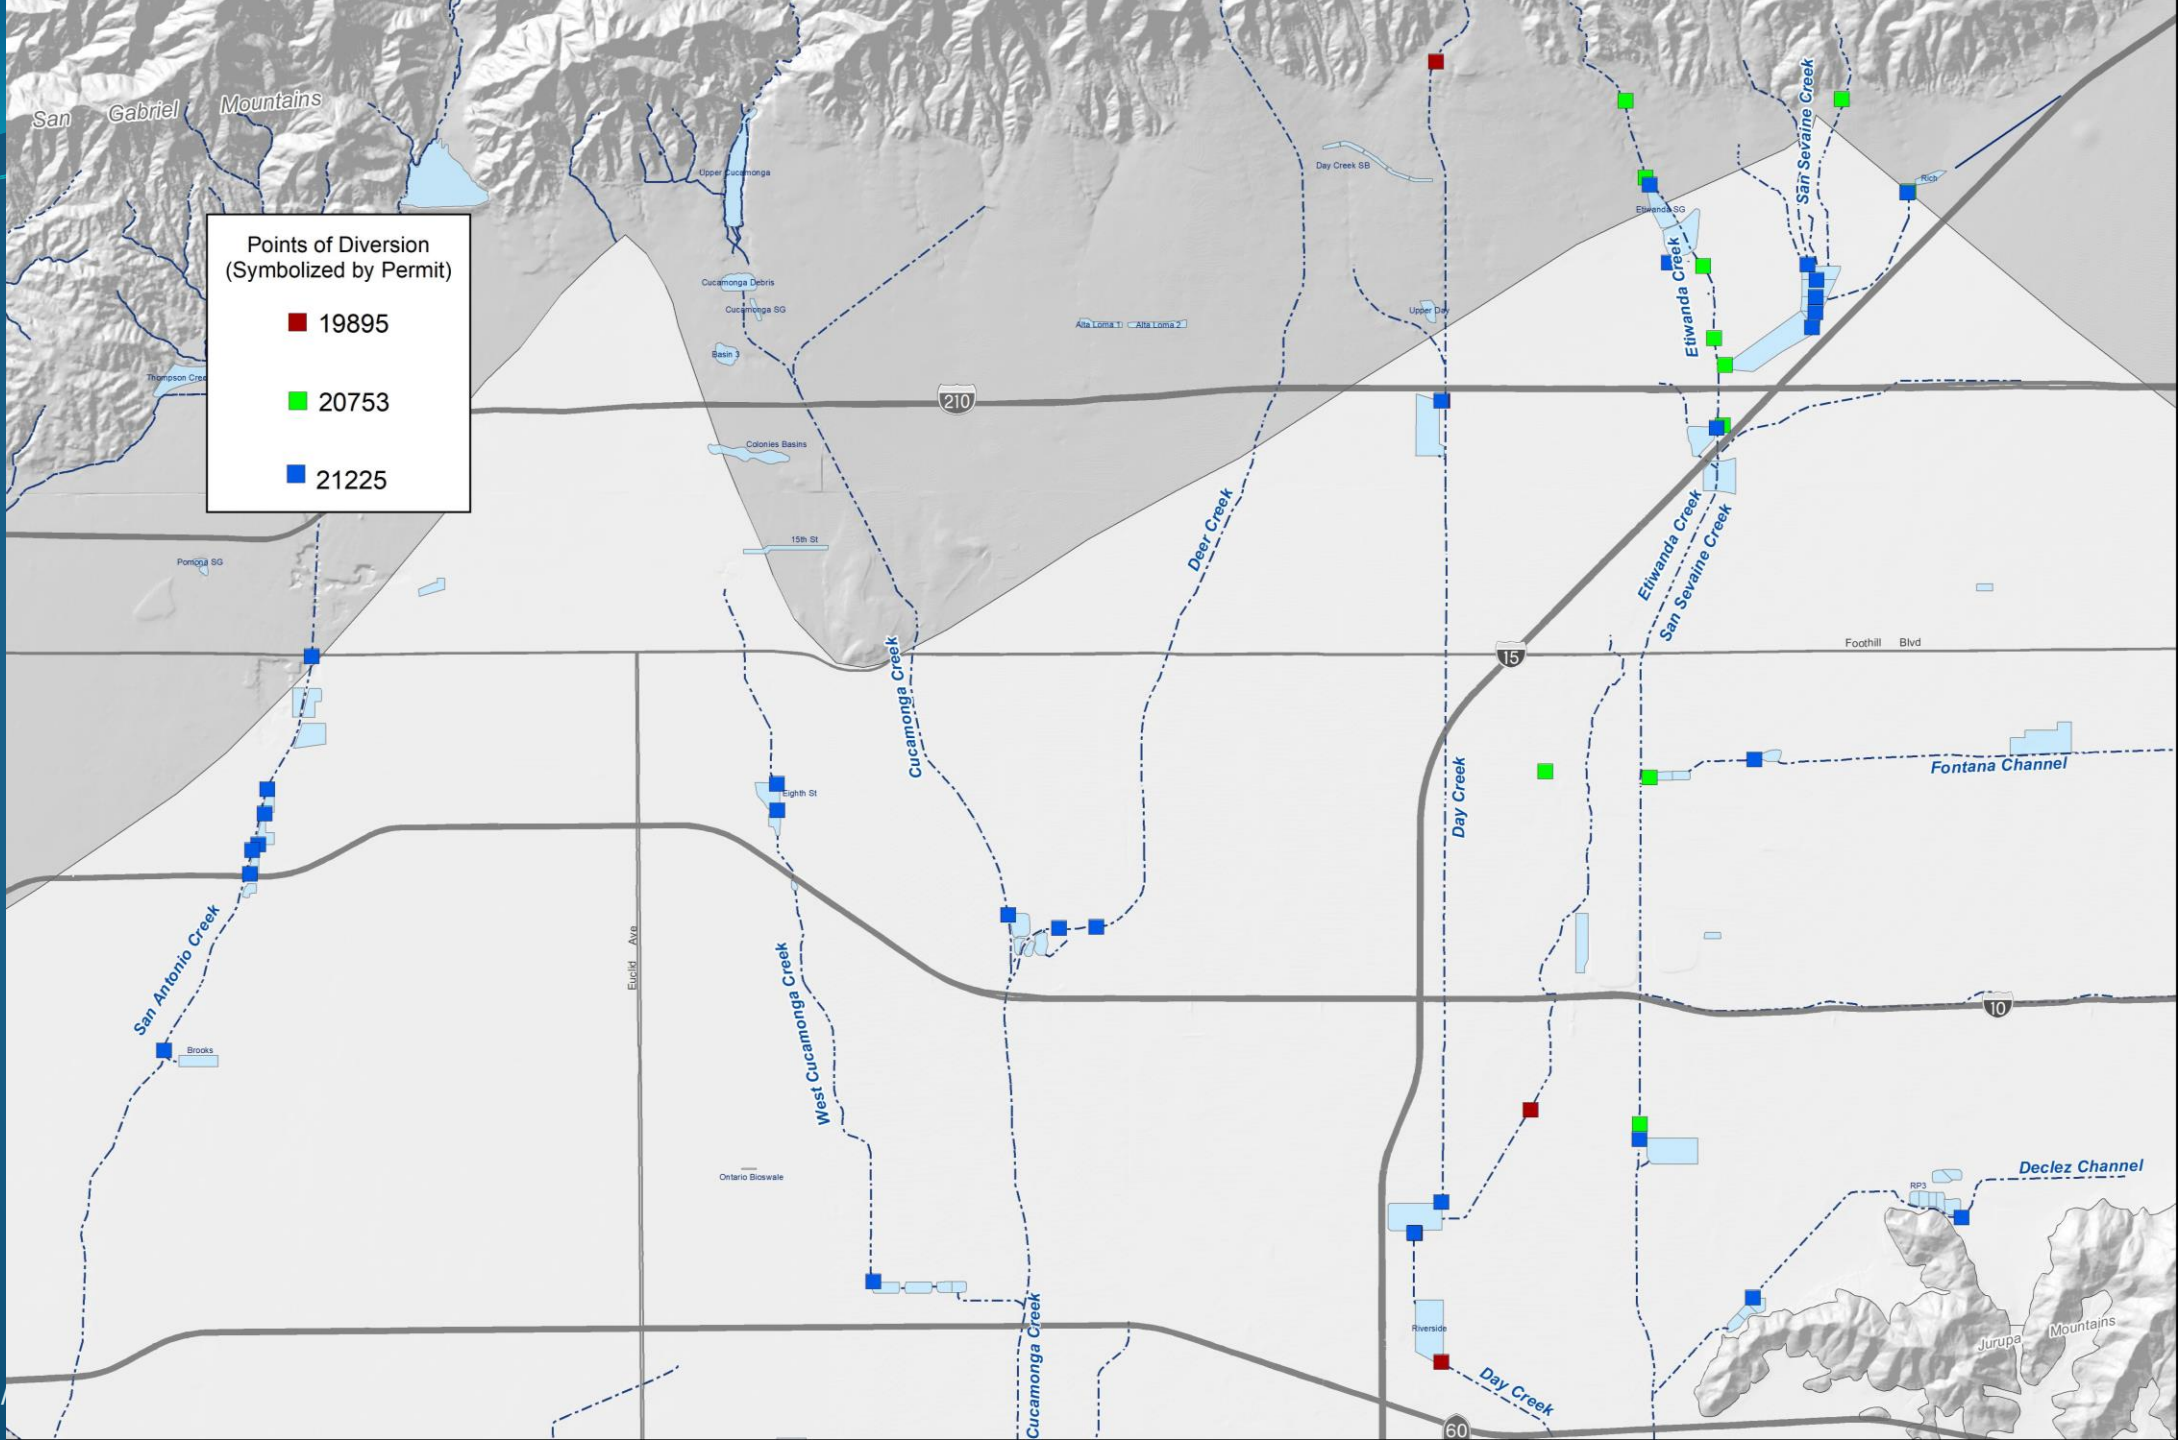 San Gabriel Mountains
San Sevaine Creek
Day Creek SB
Upper Cucamonga
Rich
Etiwanda SG
Points of Diversion
(Symbolized by Permit)
19895
20753
21225
Etiwanda Creek
Cucamonga Debris
Cucamonga SG
Upper Day
Alta Loma 1
Alta Loma 2
Basin 3
Thompson Cree
210
Colonies Basins
Deer Creek
Etiwanda Creek
San Sevaine Creek
15th St
Pomona SG
Foothill Blvd
15
Cucamonga Creek
Fontana Channel
Day Creek
Eighth St
San Antonio Creek
Euclid Ave
West Cucamonga Creek
10
Brooks
Ontario Bioswale
Declez Channel
RP3
Cucamonga Creek
Riverside
Jurupa Mountains
Day Creek
60